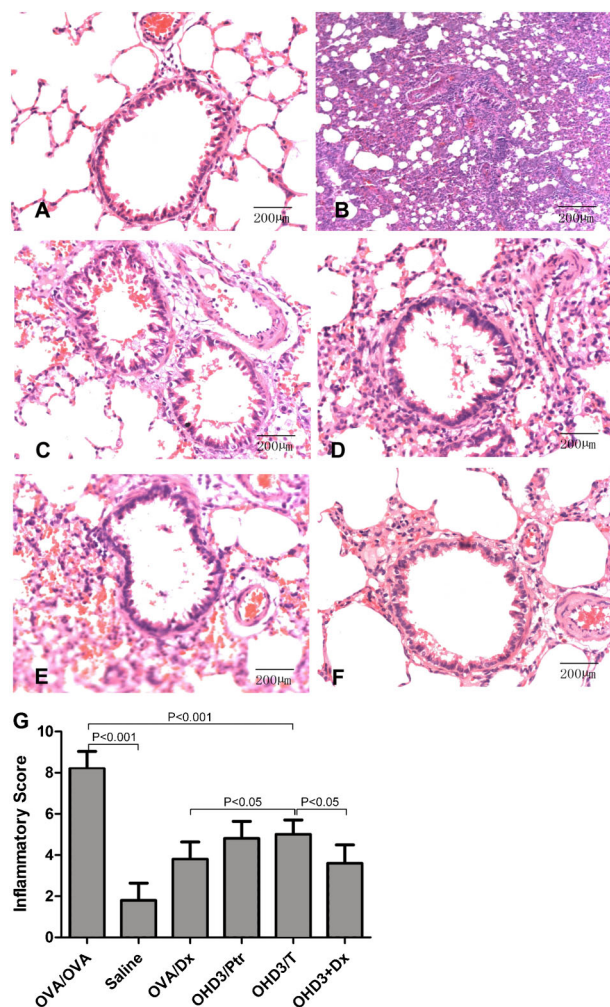 200μm
A
200μm
B
200μm
C
200μm
D
200μm
E
200μm
F
G
P<0.001
P<0.001
P<0.05
P<0.05
Inflammatory Score
10
8
6
4
2
0
OVA/OVA
Saline
OVA/Dx
OHD3/Ptr
OHD3/T
OHD3+Dx